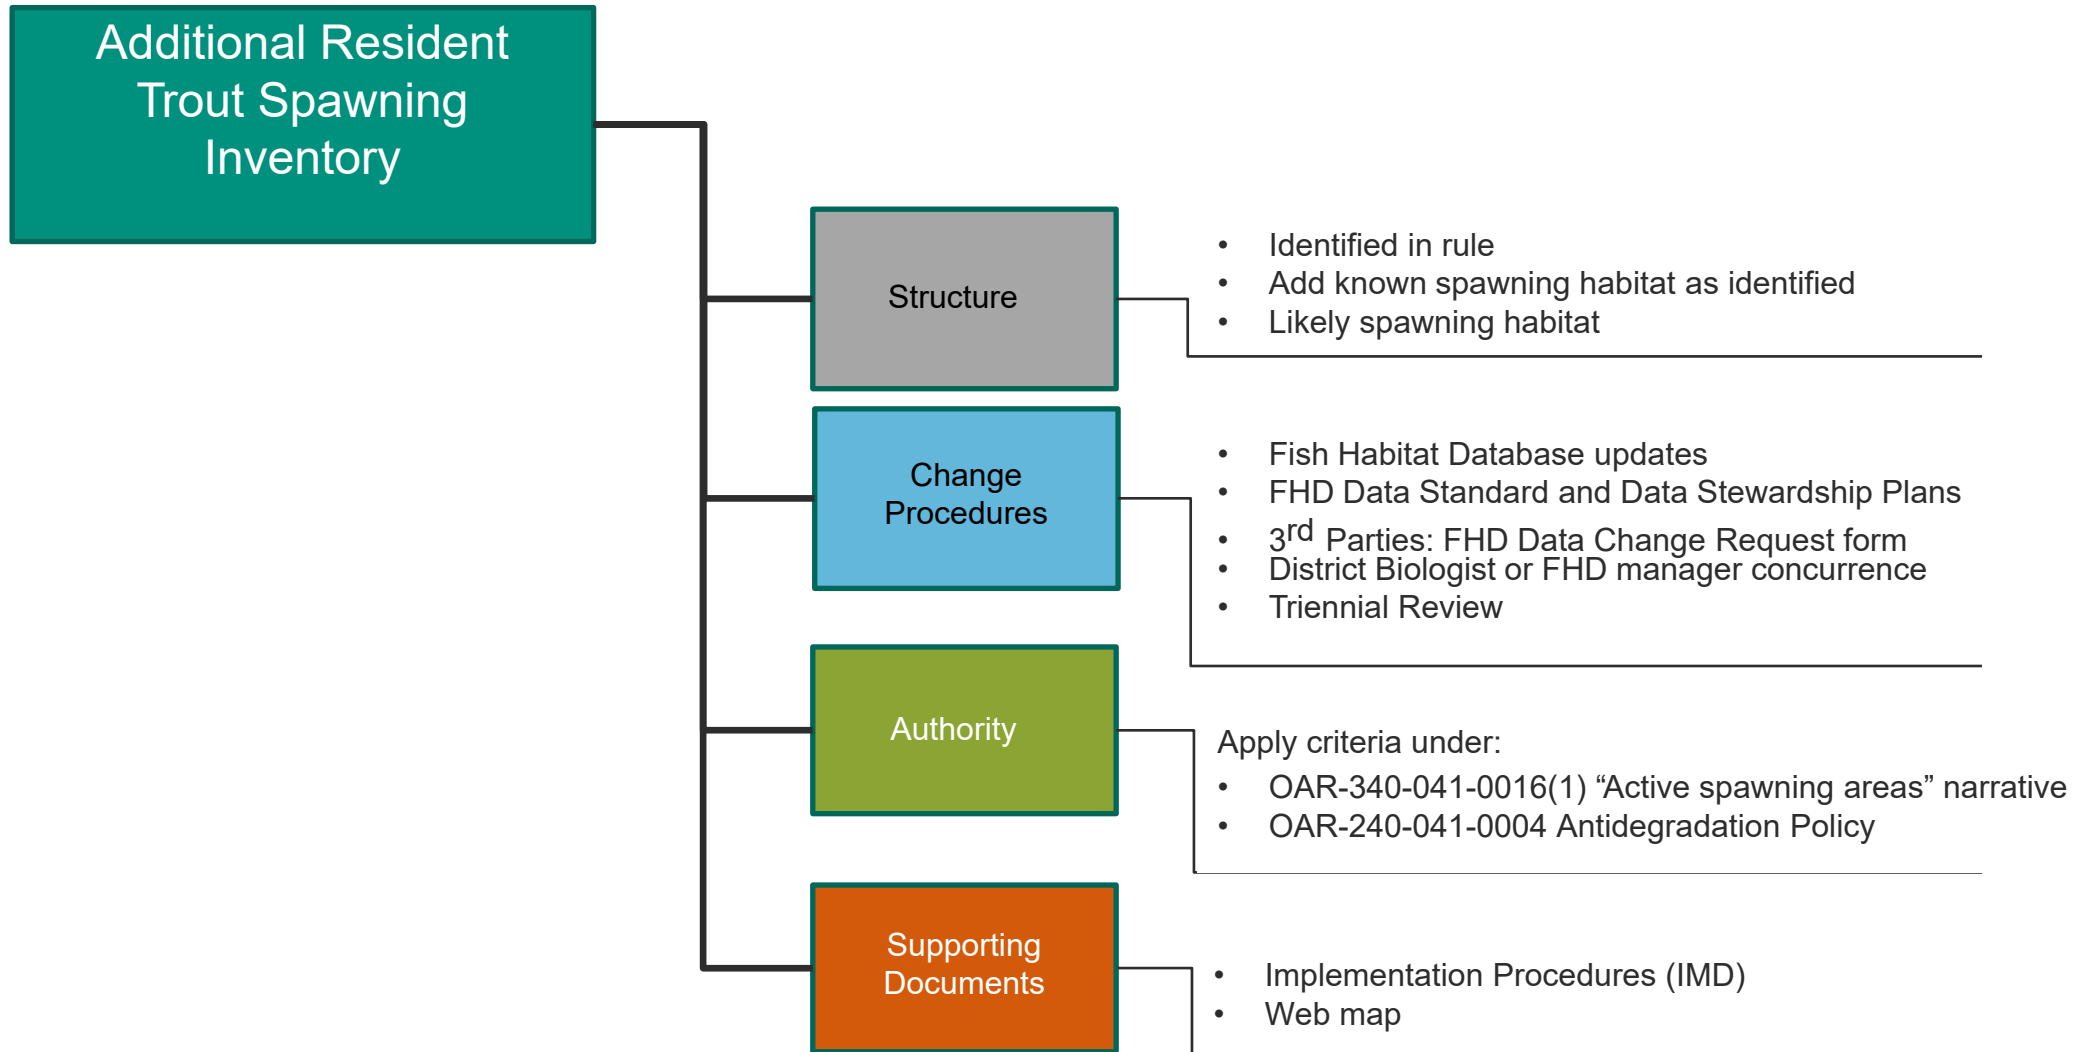 Additional Resident
Trout Spawning
Inventory
Structure
• Identified in rule
• Add known spawning habitat as identified
• Likely spawning habitat
Change
Procedures
• Fish Habitat Database updates
• FHD Data Standard and Data Stewardship Plans
• 3rd Parties: FHD Data Change Request form
• District Biologist or FHD manager concurrence
• Triennial Review
Authority
Apply criteria under:
• OAR-340-041-0016(1) “Active spawning areas” narrative
• OAR-240-041-0004 Antidegradation Policy
Supporting
Documents
• Implementation Procedures (IMD)
• Web map